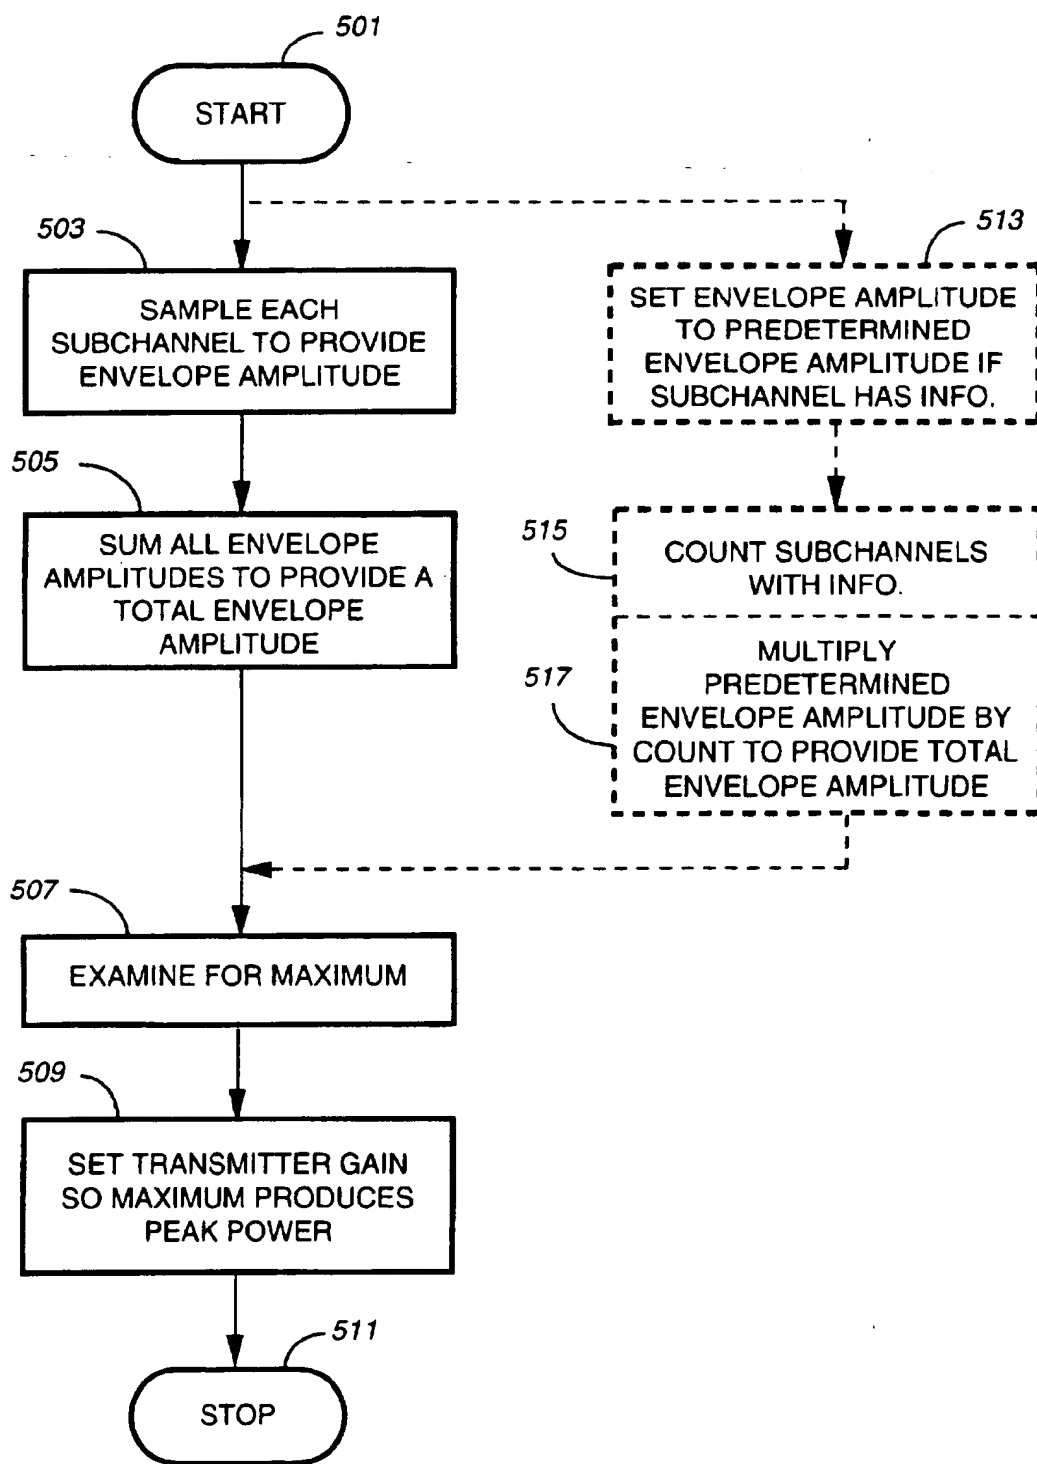 501
START
503
SAMPLE EACH
SUBCHANNEL TO PROVIDE
ENVELOPE AMPLITUDE
505
SUM ALL ENVELOPE
AMPLITUDES TO PROVIDE A
TOTAL ENVELOPE
AMPLITUDE
513
SET ENVELOPE AMPLITUDE
TO PREDETERMINED
ENVELOPE AMPLITUDE IF
SUBCHANNEL HAS INFO.
515
COUNT SUBCHANNELS
WITH INFO.
517
MULTIPLY
PREDETERMINED
ENVELOPE AMPLITUDE BY
COUNT TO PROVIDE TOTAL
ENVELOPE AMPLITUDE
507
EXAMINE FOR MAXIMUM
509
SET TRANSMITTER GAIN
SO MAXIMUM PRODUCES
PEAK POWER
511
STOP